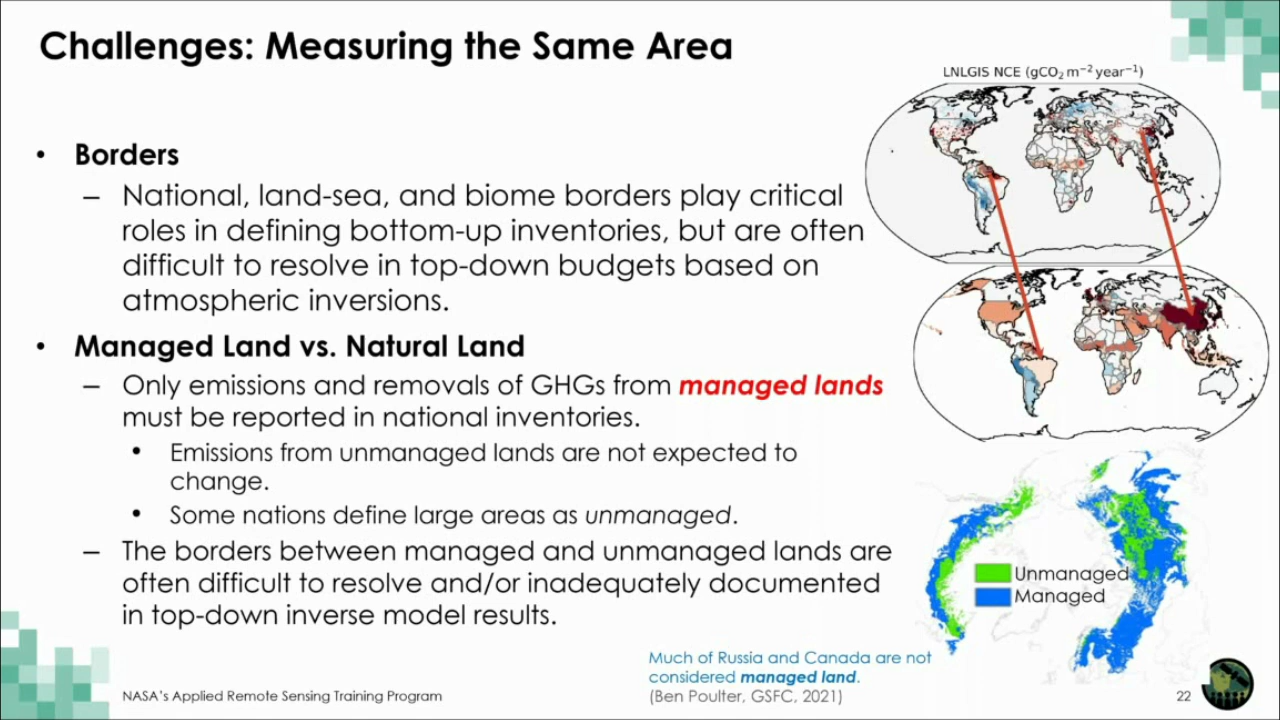 Challenges: Measuring the Same Area
LNLGIS NCE (gCO₂ m⁻² year⁻¹)
• Borders
– National, land-sea, and biome borders play critical
roles in defining bottom-up inventories, but are often
difficult to resolve in top-down budgets based on
atmospheric inversions.
• Managed Land vs. Natural Land
– Only emissions and removals of GHGs from managed lands
must be reported in national inventories.
• Emissions from unmanaged lands are not expected to
change.
• Some nations define large areas as unmanaged.
– The borders between managed and unmanaged lands are
often difficult to resolve and/or inadequately documented
in top-down inverse model results.
Unmanaged
Managed
Much of Russia and Canada are not
considered managed land.
(Ben Poulter, GSFC, 2021)
NASA's Applied Remote Sensing Training Program
22